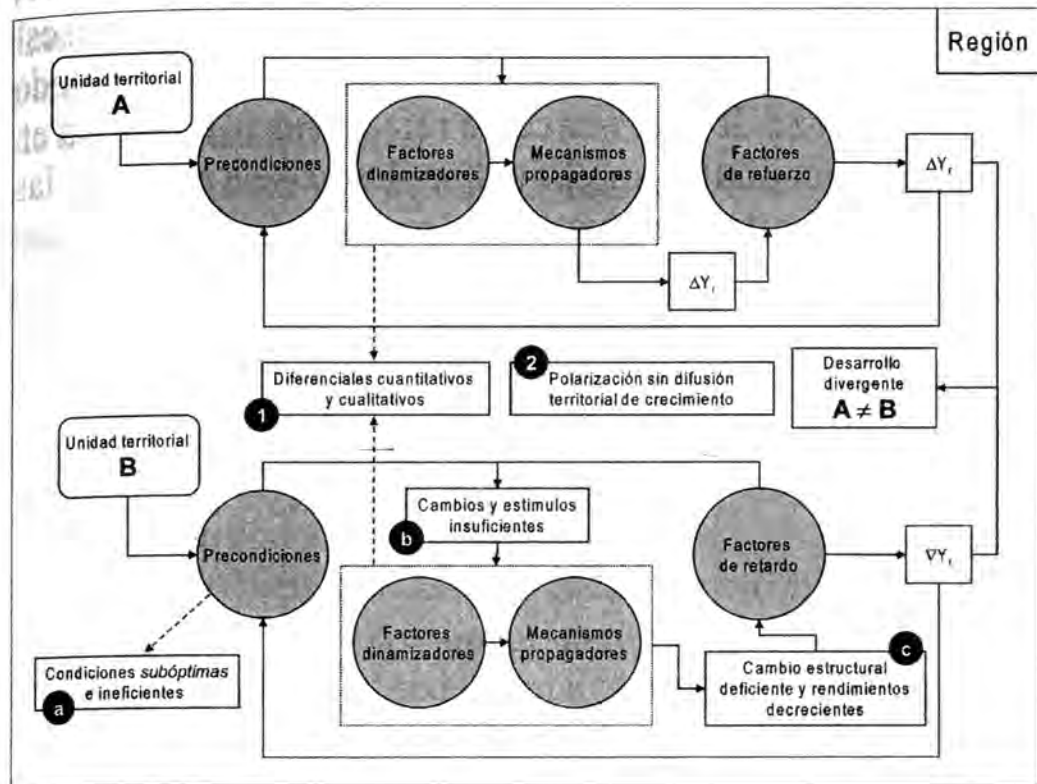 Región
Unidad territorial
A
Precondiciones
Factores
dinamizadores
Mecanismos
propagadores
Factores
de refuerzo
ΔYr
ΔYr
Diferenciales cuantitativos
y cualitativos
1
2
Polarización sin difusión
territorial de crecimiento
Desarrollo
divergente
A ≠ B
Unidad territorial
B
Precondiciones
Cambios y estímulos
insuficientes
b
Factores
dinamizadores
Mecanismos
propagadores
Factores
de retardo
∇Yr
Condiciones subóptimas
e ineficientes
a
c
Cambio estructural
deficiente y rendimientos
decrecientes